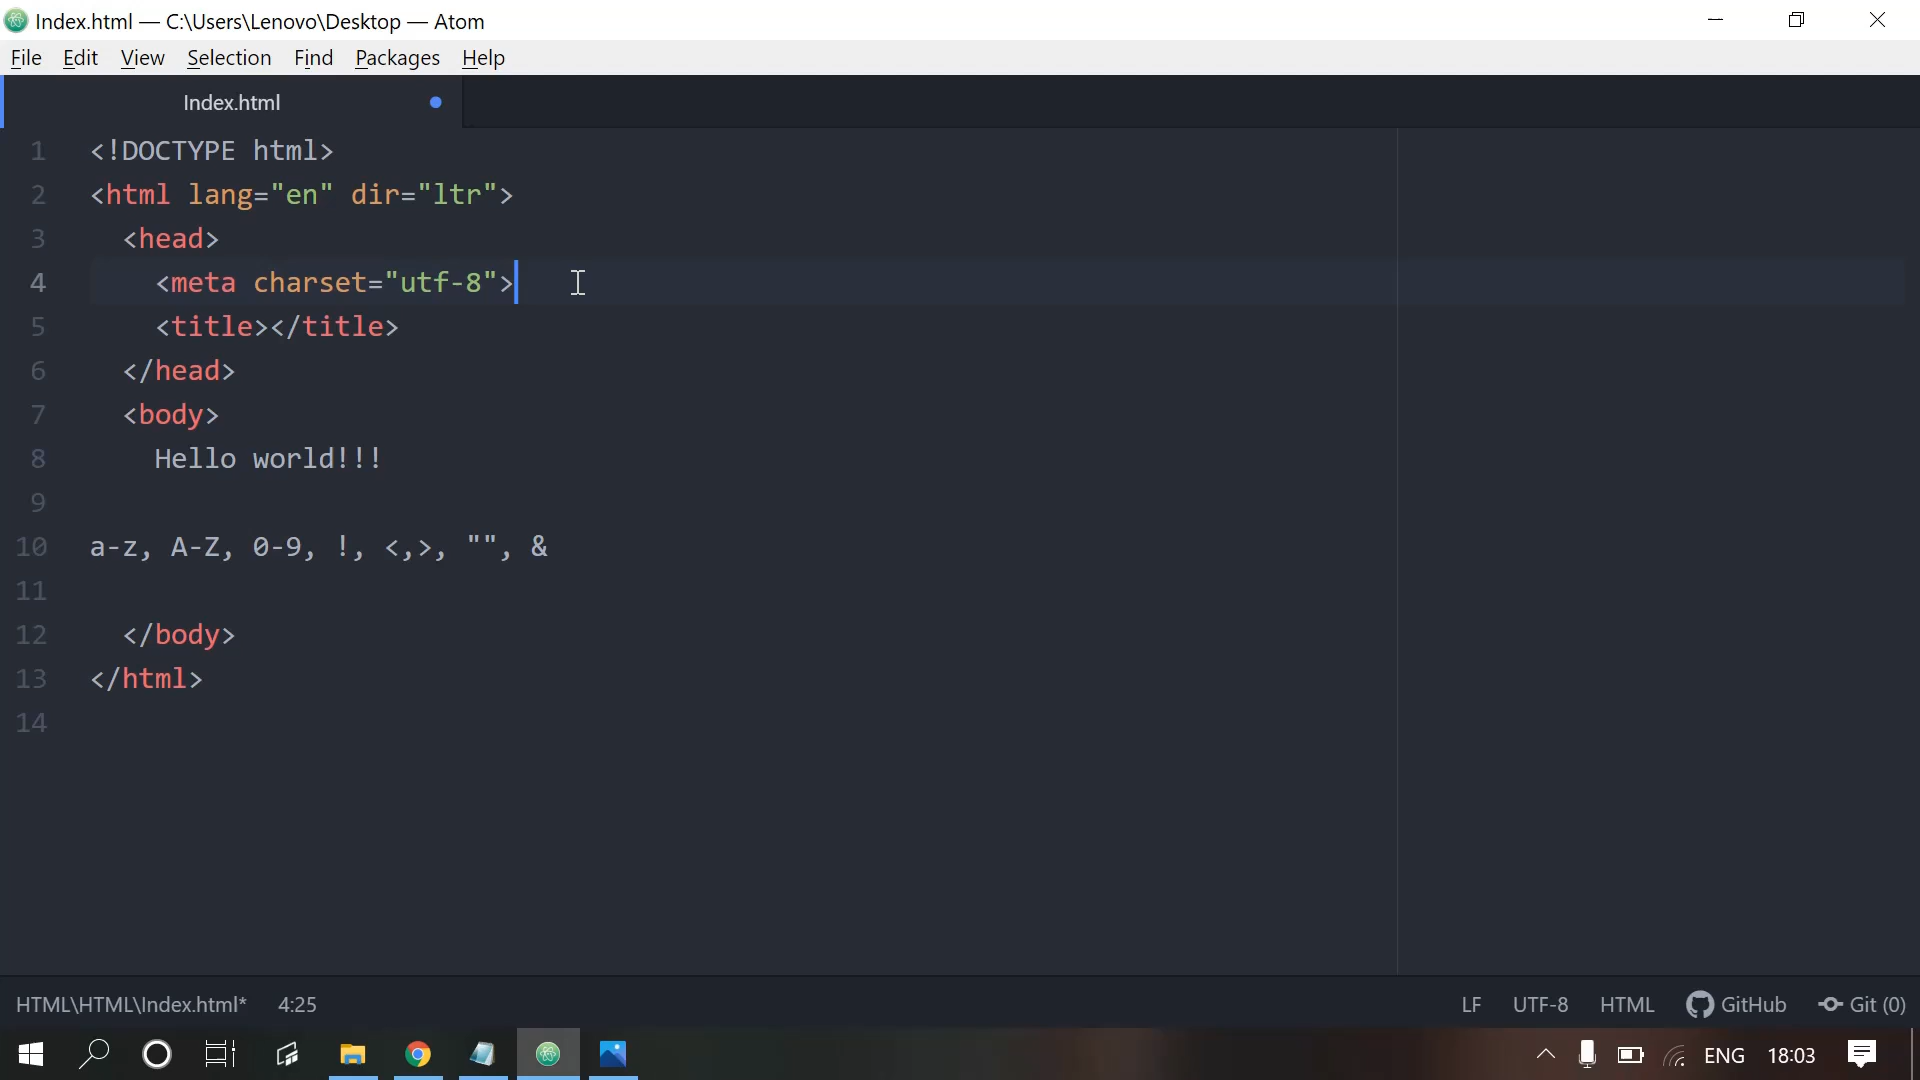 Index.html — C:\Users\Lenovo\Desktop — Atom
File Edit View Selection Find Packages Help
Index.html
1 <!DOCTYPE html>
2 <html lang="en" dir="ltr">
3 <head>
4 <meta charset="utf-8">
5 <title></title>
6 </head>
7 <body>
8 Hello world!!!
9
10 a-z, A-Z, 0-9, !, <,>, "", &
11
12 </body>
13 </html>
14
HTML\HTML\Index.html* 4:25 LF UTF-8 HTML GitHub Git (0)
ENG 18:03